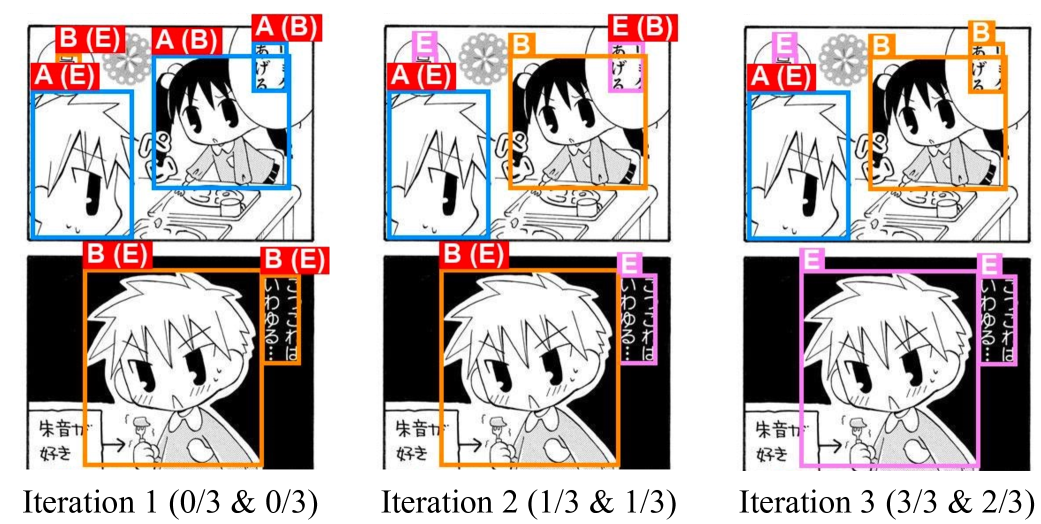 A (B)
B (E) A (B)
A (E)
あげる
B (E) B (E)
こっこれは
いわゆる…
朱音が
好き
Iteration 1 (0/3 & 0/3)
E (B)
E B
A (E)
あげる
B (E) E
こっこれは
いわゆる…
朱音が
好き
Iteration 2 (1/3 & 1/3)
B
E B
A (E)
あげる
E E
こっこれは
いわゆる…
朱音が
好き
Iteration 3 (3/3 & 2/3)